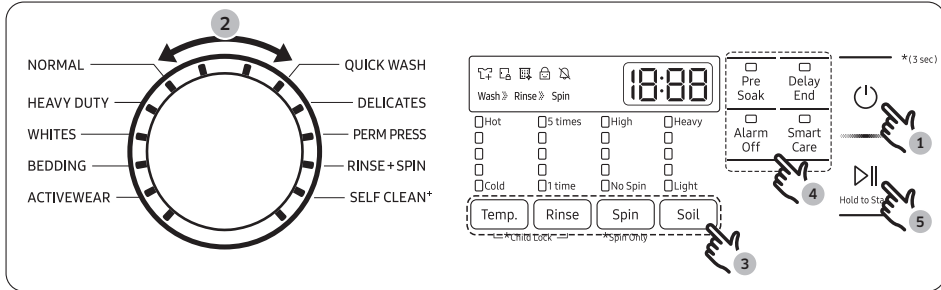 2
NORMAL
HEAVY DUTY
WHITES
BEDDING
ACTIVEWEAR
QUICK WASH
DELICATES
PERM PRESS
RINSE+SPIN
SELF CLEAN+
Wash》 Rinse》 Spin
18:88
Hot 5 times High Heavy
Cold 1 time No Spin Light
Temp. Rinse Spin Soil
*Child Lock *Spin Only
3
Pre Soak
Delay End
Alarm Off
Smart Care
4
*(3 sec)
1
Hold to Sta
5